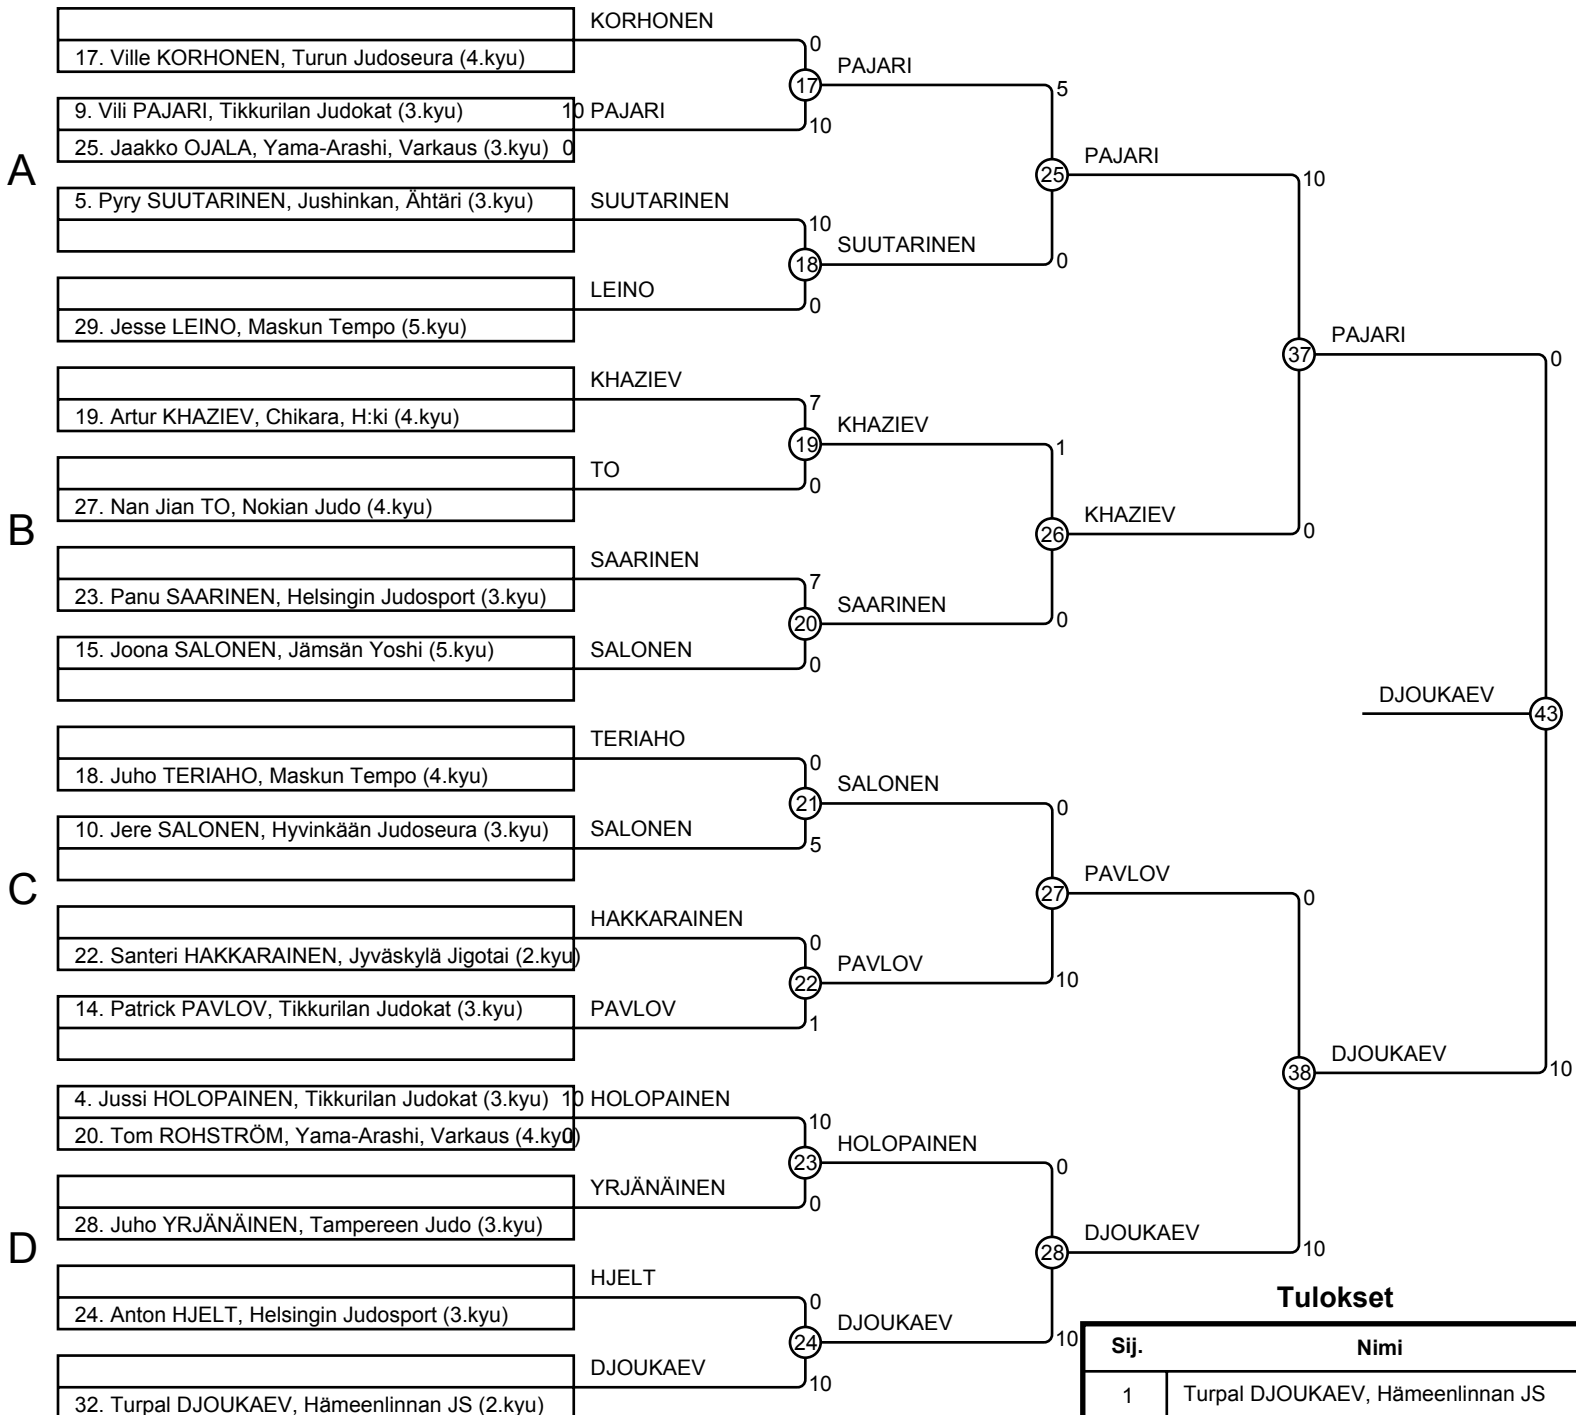 KORHONEN
17. Ville KORHONEN, Turun Judoseura (4.kyu)
0
17
PAJARI
5
9. Vili PAJARI, Tikkurilan Judokat (3.kyu) 10 PAJARI
10
25. Jaakko OJALA, Yama-Arashi, Varkaus (3.kyu) 0
A
25
PAJARI
10
5. Pyry SUUTARINEN, Jushinkan, Ähtäri (3.kyu)
SUUTARINEN
10
18
SUUTARINEN
0
LEINO
0
29. Jesse LEINO, Maskun Tempo (5.kyu)
37
PAJARI
0
KHAZIEV
7
19. Artur KHAZIEV, Chikara, H:ki (4.kyu)
19
KHAZIEV
1
TO
0
27. Nan Jian TO, Nokian Judo (4.kyu)
B
26
KHAZIEV
0
SAARINEN
7
23. Panu SAARINEN, Helsingin Judosport (3.kyu)
20
SAARINEN
0
15. Joona SALONEN, Jämsän Yoshi (5.kyu)
SALONEN
0
DJOUKAEV
43
TERIAHO
0
18. Juho TERIAHO, Maskun Tempo (4.kyu)
21
SALONEN
0
10. Jere SALONEN, Hyvinkään Judoseura (3.kyu)
SALONEN
5
C
27
PAVLOV
0
HAKKARAINEN
0
22. Santeri HAKKARAINEN, Jyväskylä Jigotai (2.kyu)
22
PAVLOV
10
14. Patrick PAVLOV, Tikkurilan Judokat (3.kyu)
PAVLOV
1
38
DJOUKAEV
10
4. Jussi HOLOPAINEN, Tikkurilan Judokat (3.kyu) 10 HOLOPAINEN
10
20. Tom ROHSTRÖM, Yama-Arashi, Varkaus (4.kyu) 0
23
HOLOPAINEN
0
YRJÄNÄINEN
0
28. Juho YRJÄNÄINEN, Tampereen Judo (3.kyu)
D
28
DJOUKAEV
10
HJELT
0
24. Anton HJELT, Helsingin Judosport (3.kyu)
24
DJOUKAEV
10
DJOUKAEV
10
32. Turpal DJOUKAEV, Hämeenlinnan JS (2.kyu)
Tulokset
Sij. Nimi
1 Turpal DJOUKAEV, Hämeenlinnan JS